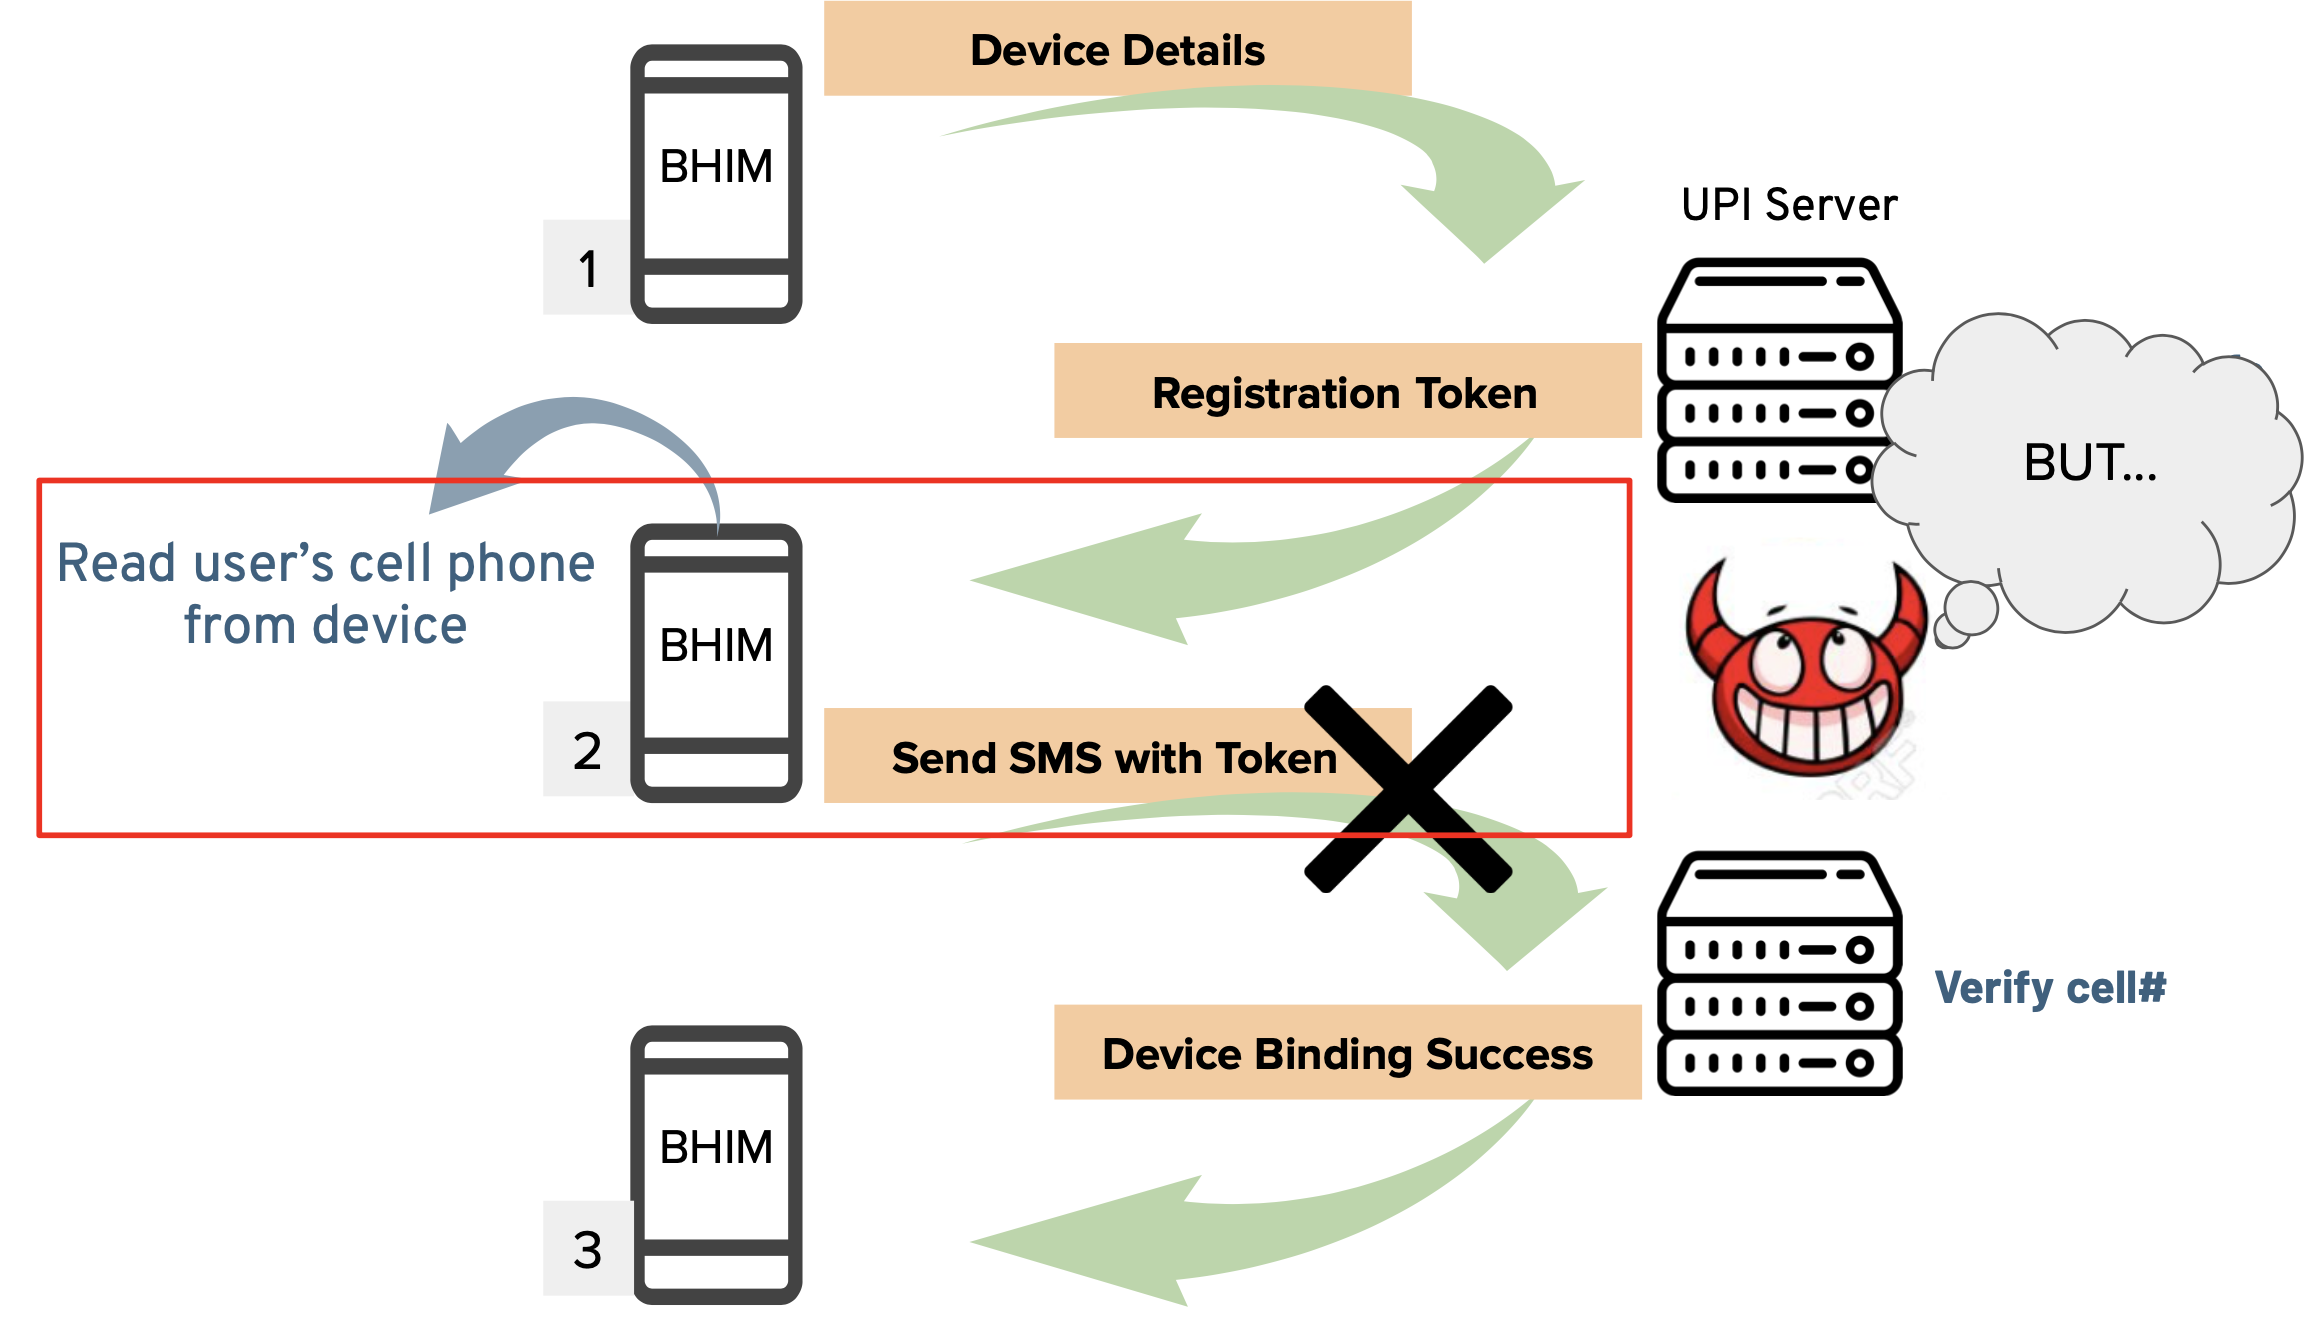 Device Details
BHIM
1
UPI Server
Registration Token
BUT...
Read user's cell phone
from device
BHIM
2
Send SMS with Token
Verify cell#
Device Binding Success
BHIM
3